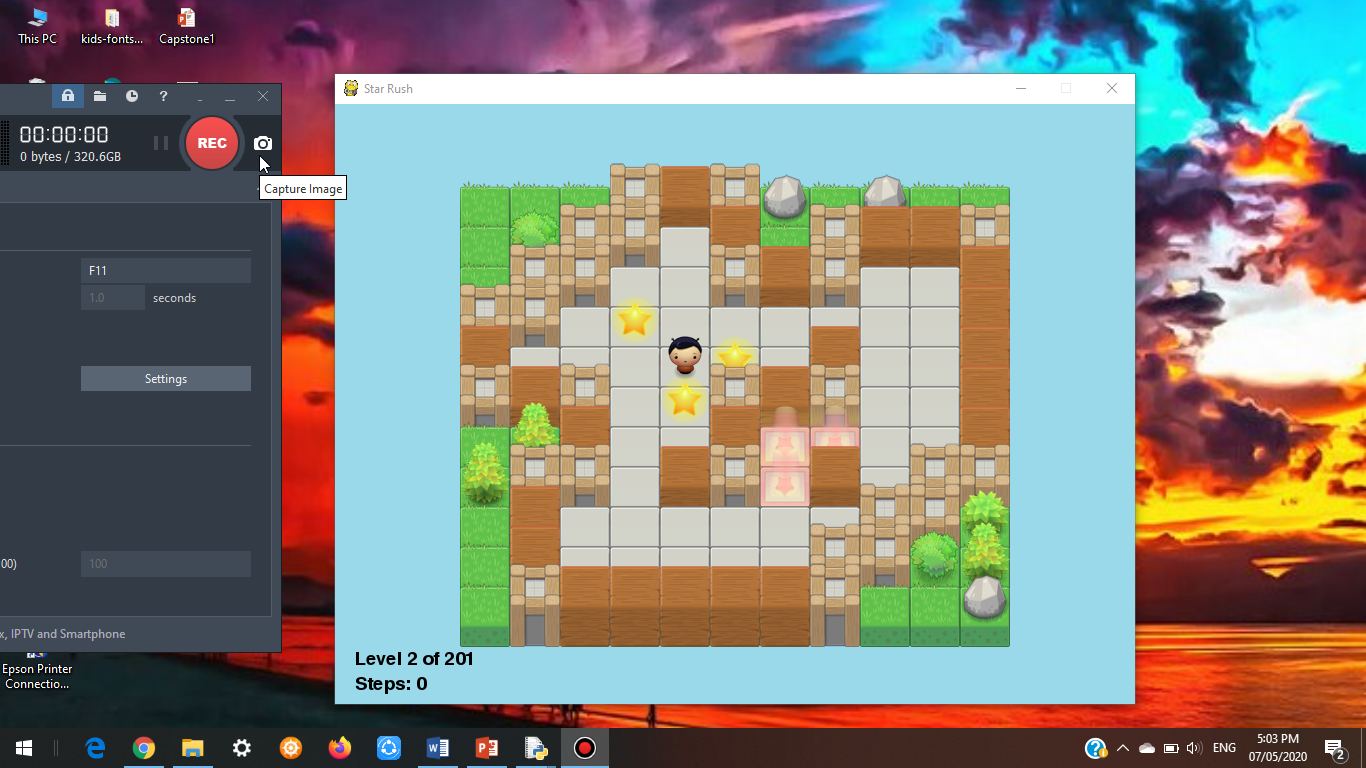 This PC
kids-fonts...
Capstone1
Star Rush
?
00:00:00
REC
0 bytes / 320.6GB
Capture Image
F11
1.0
seconds
Settings
00)
100
x, IPTV and Smartphone
Epson Printer
Connectio...
Level 2 of 201
Steps: 0
ENG
5:03 PM
07/05/2020
2